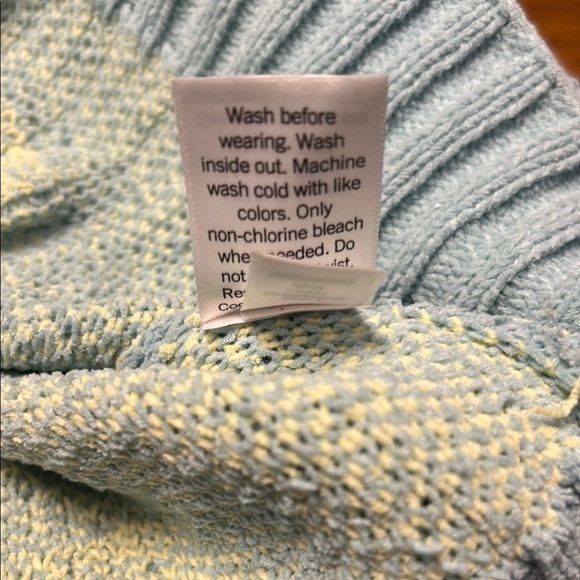 Wash before
wearing. Wash
inside out. Machine
wash cold with like
colors. Only
non-chlorine bleach
needed. Do
not